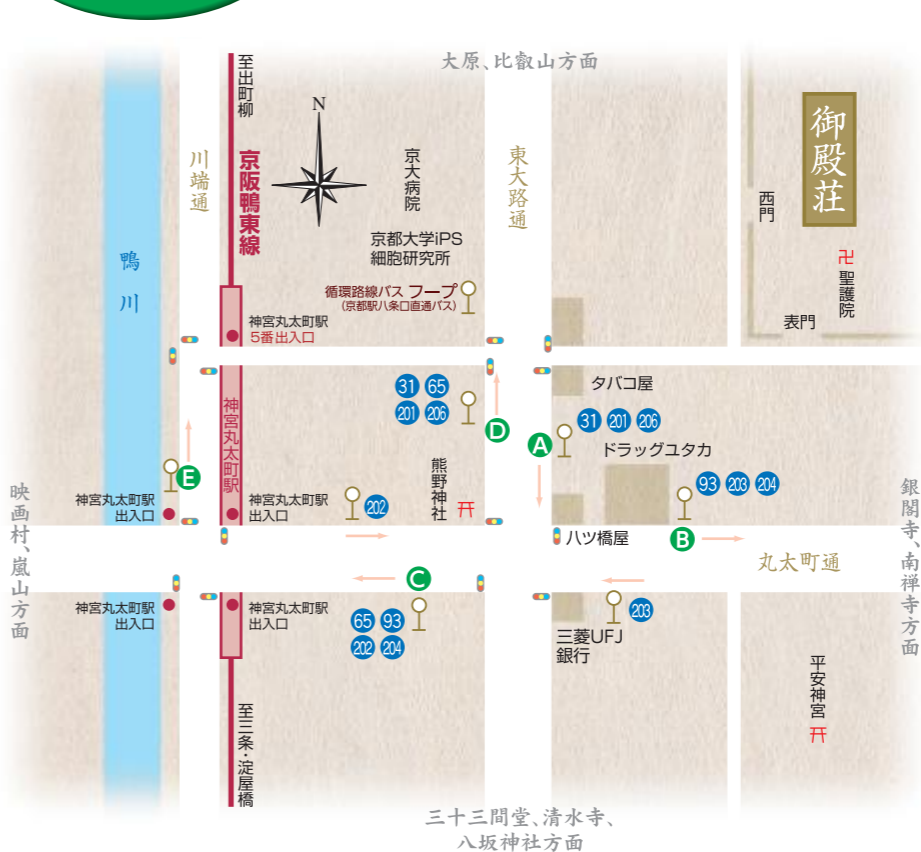 大原、比叡山方面
至出町柳
N
御殿荘
川端通
京阪鴨東線
京大病院
東大路通
西門
京都大学iPS
細胞研究所
卍
聖護院
鴨川
循環路線バス フープ
(京都駅八条口直通バス)
神宮丸太町駅
5番出入口
表門
タバコ屋
31 65
201 206
D
A
31 201 206
神宮丸太町駅
ドラッグユタカ
熊野神社
E
93 203 204
映画村、嵐山方面
神宮丸太町駅
出入口
神宮丸太町駅
出入口
202
八ツ橋屋
B
銀閣寺、南禅寺方面
丸太町通
C
神宮丸太町駅
出入口
神宮丸太町駅
出入口
65 93
202 204
203
三菱UFJ
銀行
平安神宮
至三条・淀屋橋
三十三間堂、清水寺、
八坂神社方面